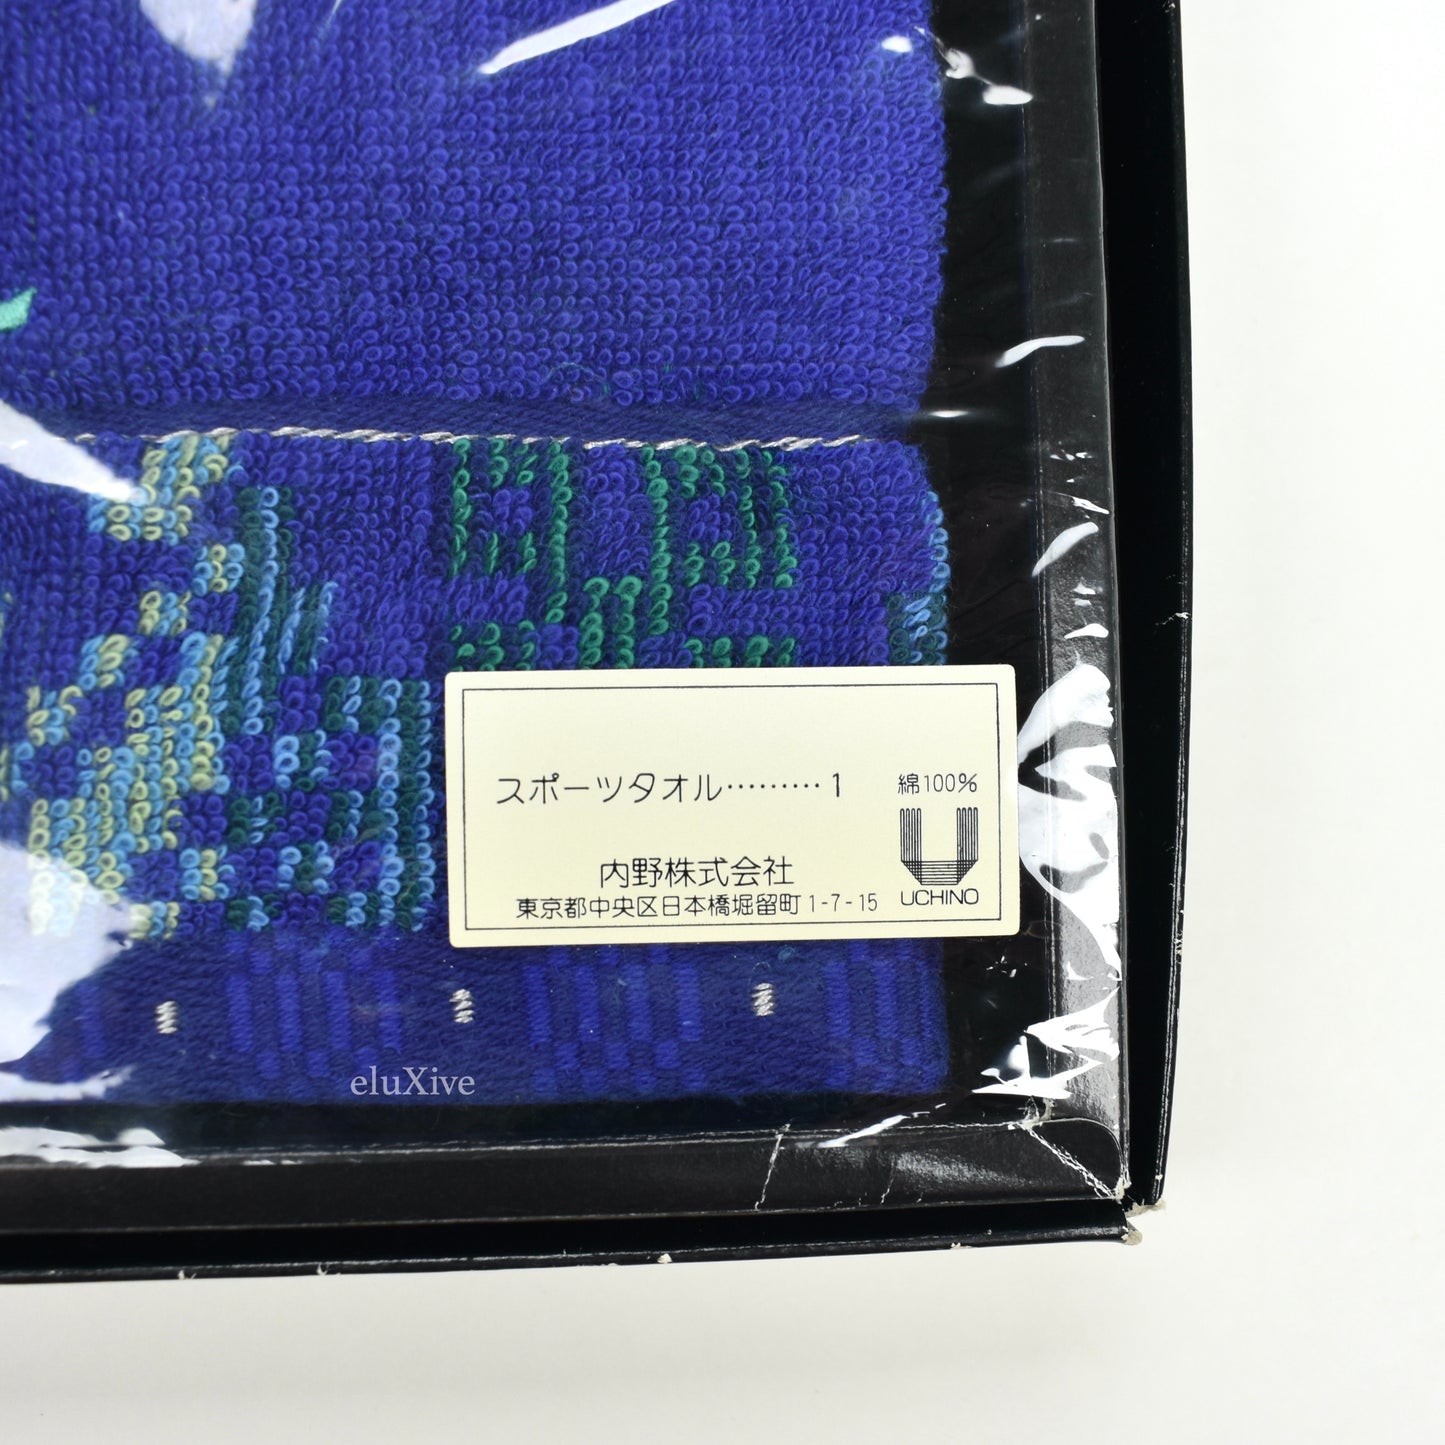 スポーツタオル………1
綿100%
内野株式会社
東京都中央区日本橋堀留町1-7-15
UCHINO
eluXive